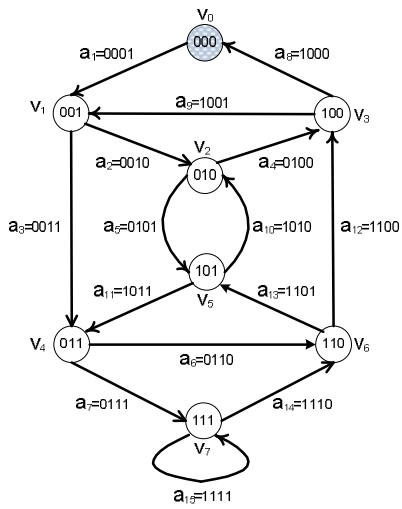 V0
000
a1=0001
a8=1000
V1
001
a9=1001
100
V3
a2=0010
V2
a4=0100
010
a3=0011
a5=0101
a10=1010
a12=1100
101
a11=1011
V5
a13=1101
V4
011
110
V6
a6=0110
a7=0111
111
a14=1110
V7
a15=1111